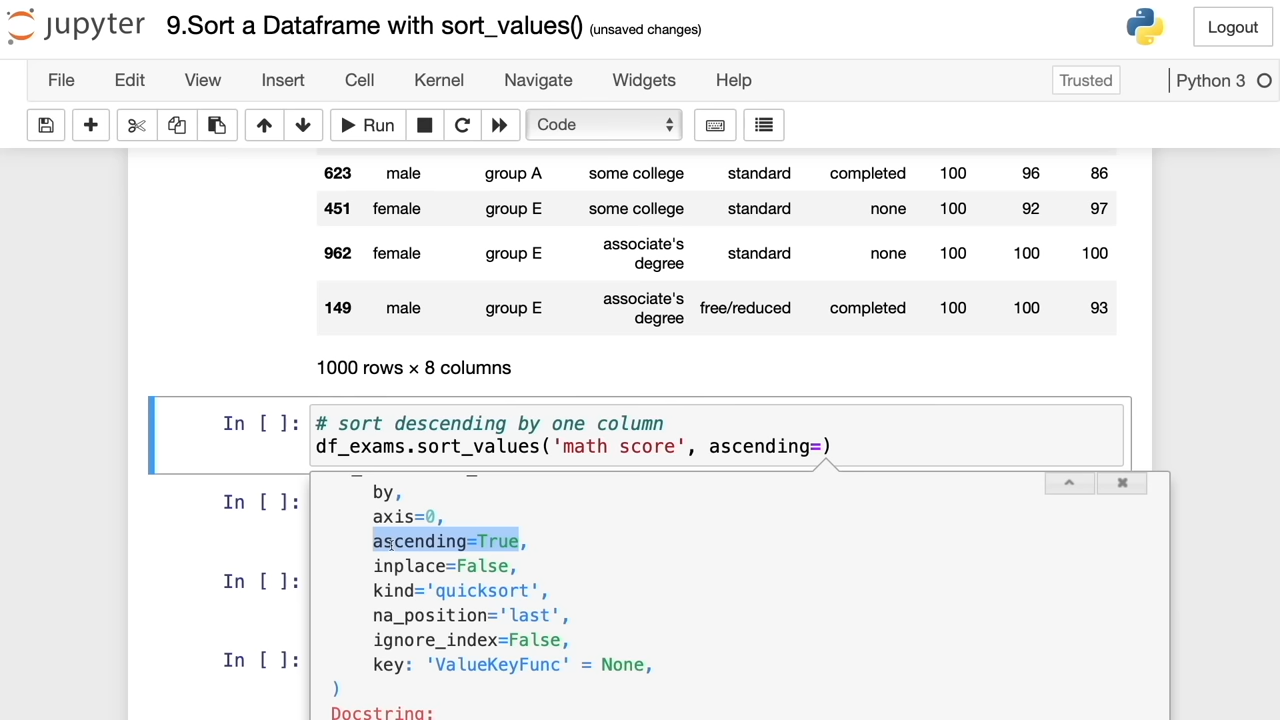 jupyter 9.Sort a Dataframe with sort_values() (unsaved changes) Logout
File Edit View Insert Cell Kernel Navigate Widgets Help Trusted Python 3
Run Code
623 male group A some college standard completed 100 96 86
451 female group E some college standard none 100 92 97
962 female group E associate's degree standard none 100 100 100
149 male group E associate's degree free/reduced completed 100 100 93
1000 rows × 8 columns
In [ ]: # sort descending by one column
df_exams.sort_values('math score', ascending=)
by,
In [ ]:
axis=0,
ascending=True,
inplace=False,
In [ ]:
kind='quicksort',
na_position='last',
ignore_index=False,
In [ ]:
key: 'ValueKeyFunc' = None,
)
Docstring: